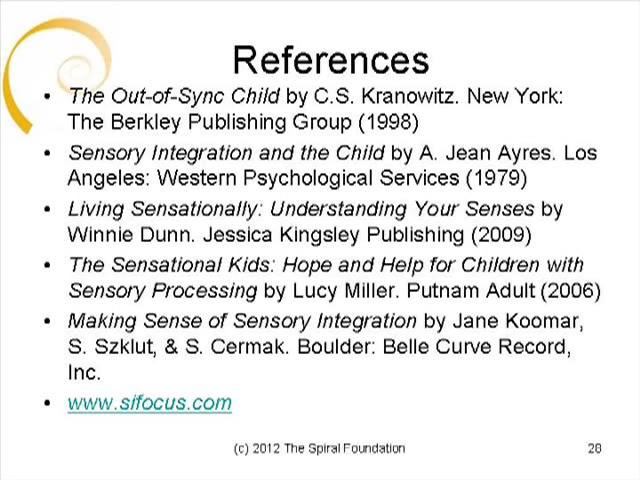 References
• The Out-of-Sync Child by C.S. Kranowitz. New York:
The Berkley Publishing Group (1998)
• Sensory Integration and the Child by A. Jean Ayres. Los
Angeles: Western Psychological Services (1979)
• Living Sensationally: Understanding Your Senses by
Winnie Dunn. Jessica Kingsley Publishing (2009)
• The Sensational Kids: Hope and Help for Children with
Sensory Processing by Lucy Miller. Putnam Adult (2006)
• Making Sense of Sensory Integration by Jane Koomar,
S. Szklut, & S. Cermak. Boulder: Belle Curve Record,
Inc.
• www.sifocus.com
(c) 2012 The Spiral Foundation 28